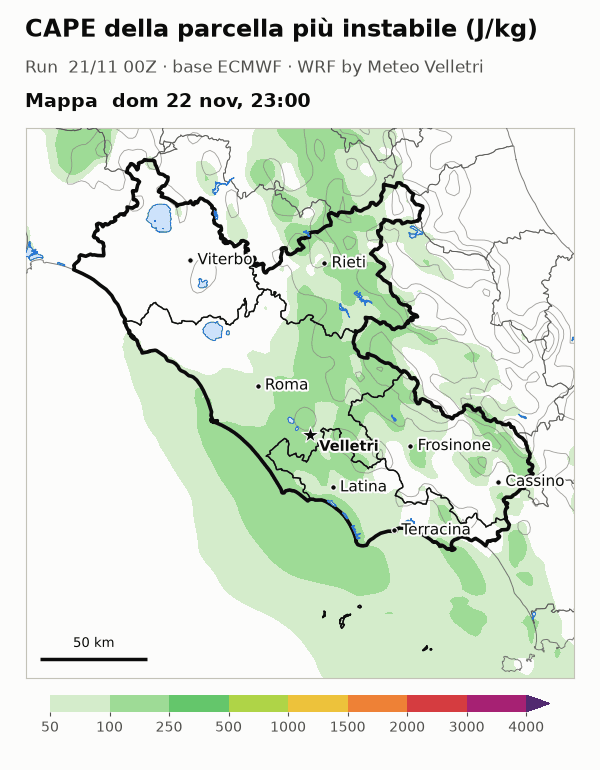 CAPE della parcella più instabile (J/kg)
Run  21/11 00Z · base ECMWF · WRF by Meteo Velletri
Mappa  dom 22 nov, 23:00
Viterbo
Rieti
Roma
Velletri
Frosinone
Latina
Cassino
Terracina
50 km
50 100 250 500 1000 1500 2000 3000 4000